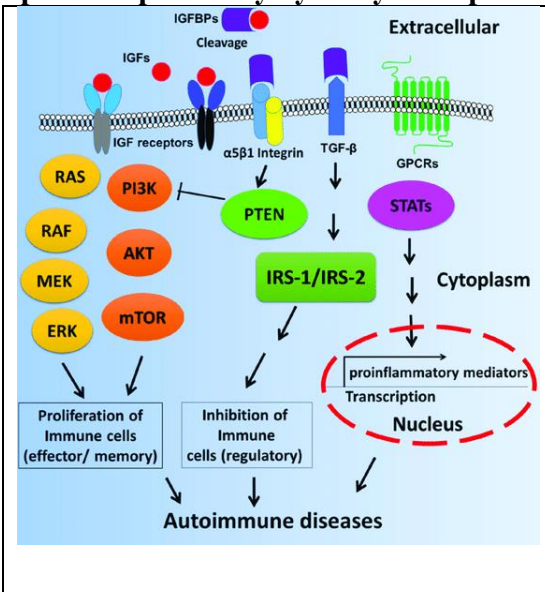 IGFBPs
Cleavage
Extracellular
IGFs
IGF receptors
α5β1 Integrin
TGF-β
GPCRs
RAS
PI3K
PTEN
STATs
RAF
AKT
IRS-1/IRS-2
Cytoplasm
MEK
mTOR
ERK
proinflammatory mediators
Transcription
Nucleus
Proliferation of
Immune cells
(effector/ memory)
Inhibition of
Immune
cells (regulatory)
Autoimmune diseases